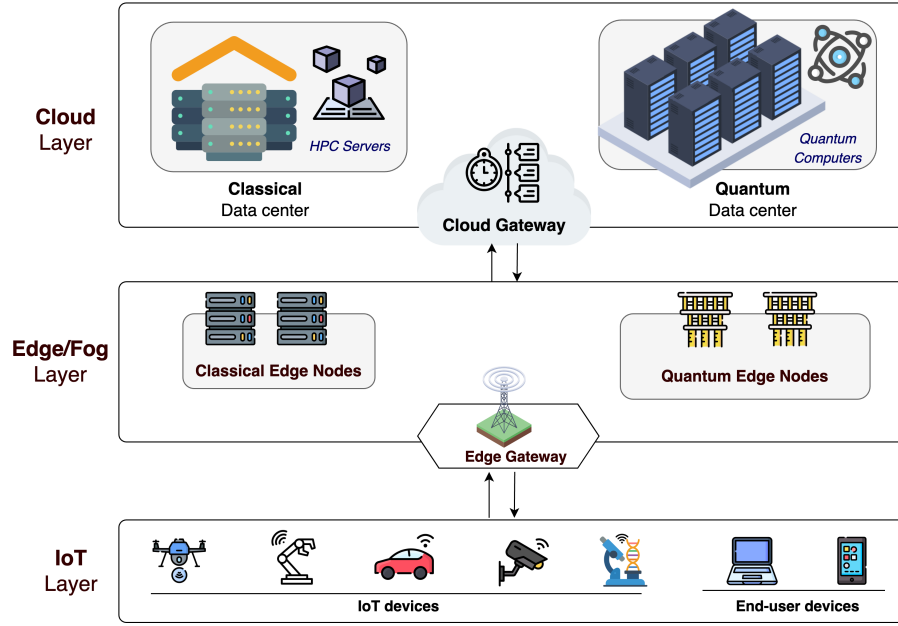 Cloud
Layer
HPC Servers
Classical
Data center
Quantum
Computers
Quantum
Data center
Cloud Gateway
Edge/Fog
Layer
Classical Edge Nodes
Quantum Edge Nodes
Edge Gateway
IoT
Layer
IoT devices
End-user devices